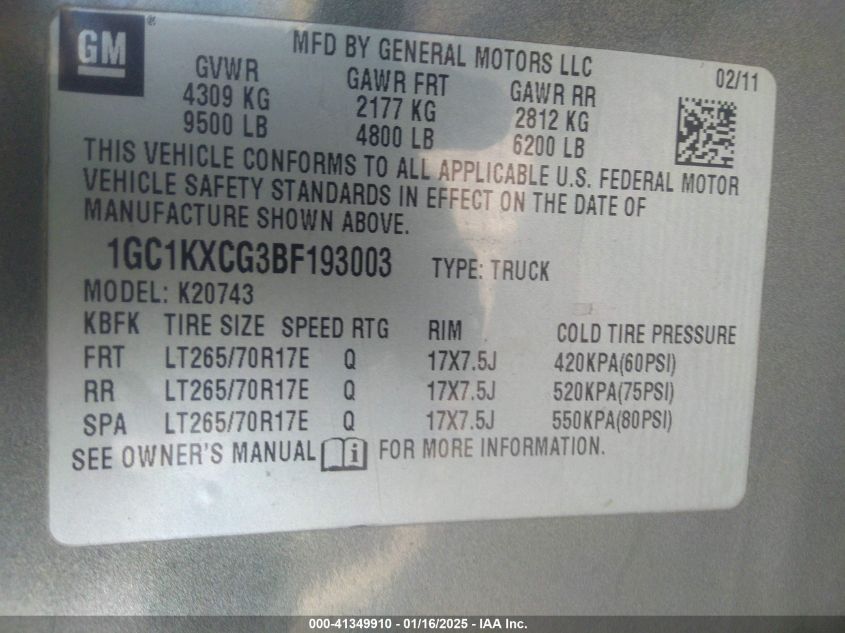 GM®
MFD BY GENERAL MOTORS LLC
02/11
GVWR GAWR FRT GAWR RR
4309 KG 2177 KG 2812 KG
9500 LB 4800 LB 6200 LB
THIS VEHICLE CONFORMS TO ALL APPLICABLE U.S. FEDERAL MOTOR
VEHICLE SAFETY STANDARDS IN EFFECT ON THE DATE OF
MANUFACTURE SHOWN ABOVE.
1GC1KXCG3BF193003 TYPE: TRUCK
MODEL: K20743
KBFK TIRE SIZE SPEED RTG RIM COLD TIRE PRESSURE
FRT LT265/70R17E Q 17X7.5J 420KPA(60PSI)
RR LT265/70R17E Q 17X7.5J 520KPA(75PSI)
SPA LT265/70R17E Q 17X7.5J 550KPA(80PSI)
SEE OWNER'S MANUAL i FOR MORE INFORMATION.
000-41349910 - 01/16/2025 - IAA Inc.